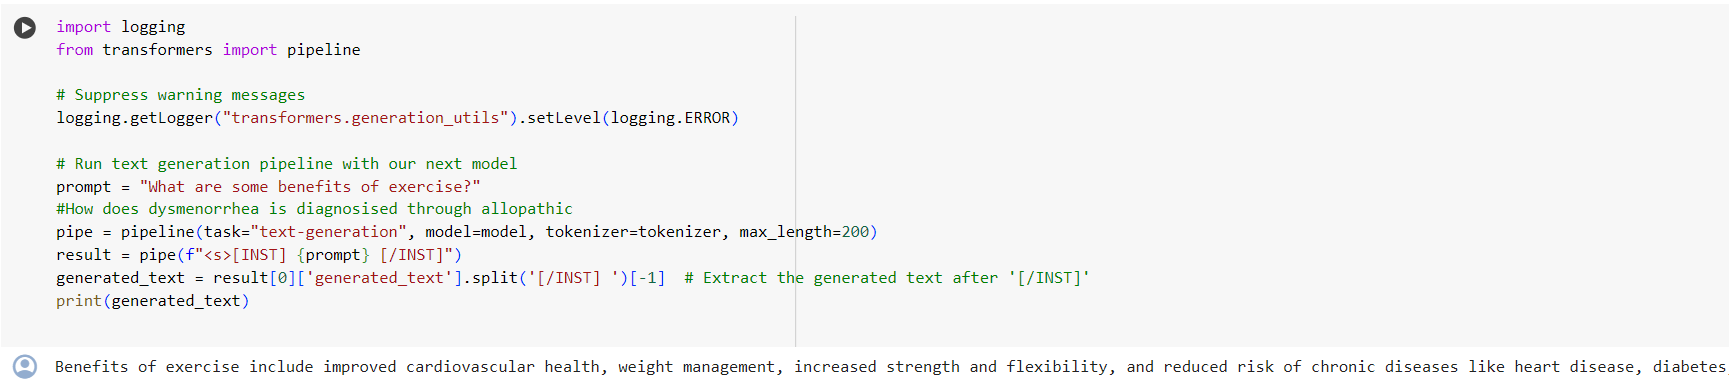 import logging
from transformers import pipeline
# Suppress warning messages
logging.getLogger("transformers.generation_utils").setLevel(logging.ERROR)
# Run text generation pipeline with our next model
prompt = "What are some benefits of exercise?"
#How does dysmenorrhea is diagnosised through allopathic
pipe = pipeline(task="text-generation", model=model, tokenizer=tokenizer, max_length=200)
result = pipe(f"<s>[INST] {prompt} [/INST]")
generated_text = result[0]['generated_text'].split('[/INST] ')[-1]  # Extract the generated text after '[/INST]'
print(generated_text)
Benefits of exercise include improved cardiovascular health, weight management, increased strength and flexibility, and reduced risk of chronic diseases like heart disease, diabetes